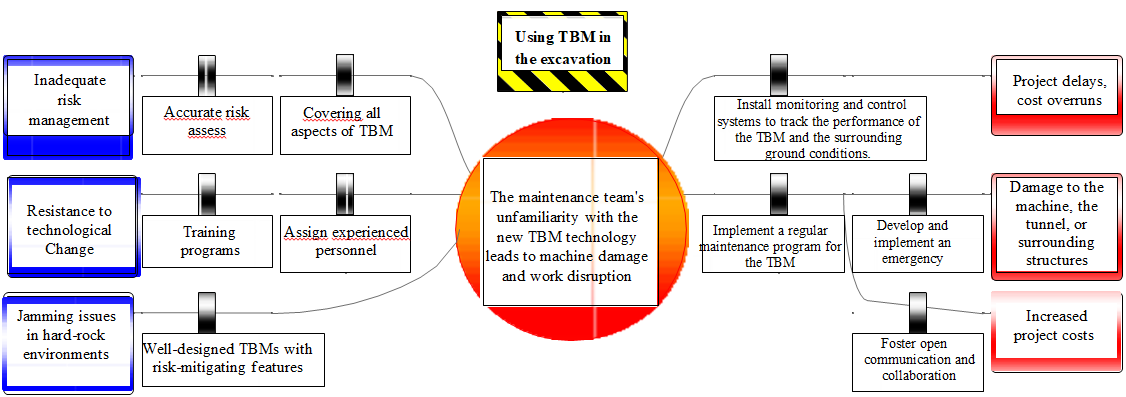 Using TBM in
the excavation
Inadequate
risk
management
Accurate risk
assess
Covering all
aspects of TBM
Resistance to
technological
Change
Training
programs
Assign experienced
personnel
Jamming issues
in hard-rock
environments
Well-designed TBMs with
risk-mitigating features
The maintenance team's
unfamiliarity with the
new TBM technology
leads to machine damage
and work disruption
Install monitoring and control
systems to track the performance of
the TBM and the surrounding
ground conditions.
Project delays,
cost overruns
Implement a regular
maintenance program for
the TBM
Develop and
implement an
emergency
Damage to the
machine, the
tunnel, or
surrounding
structures
Foster open
communication and
collaboration
Increased
project costs